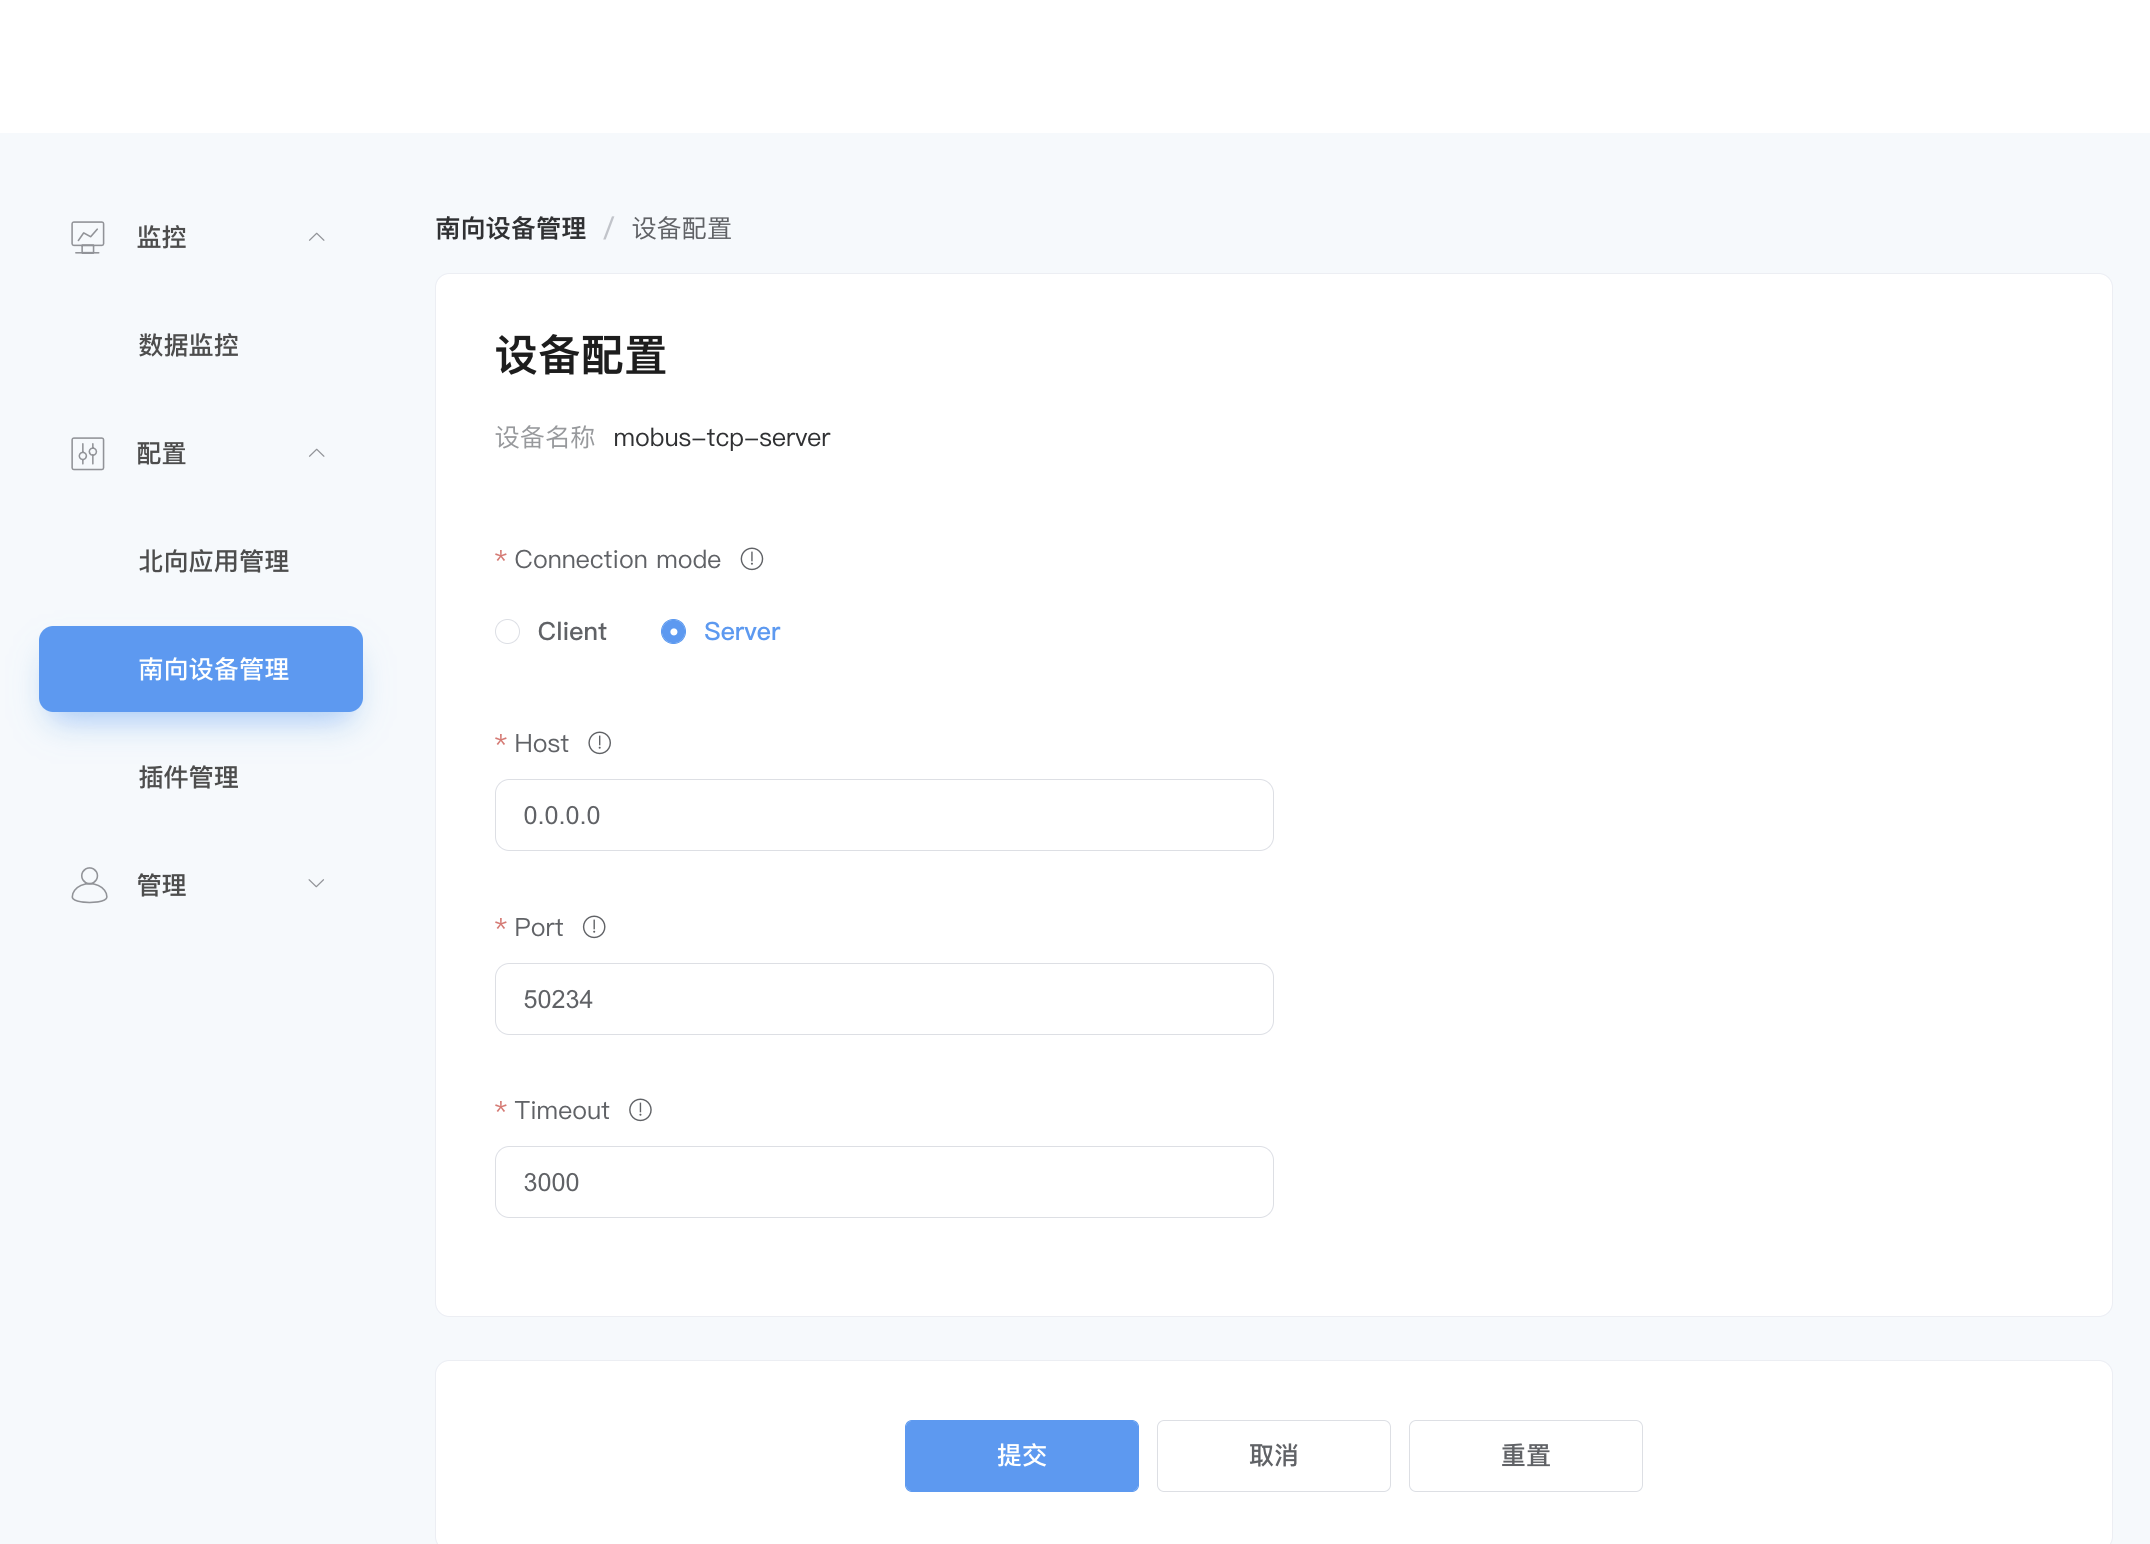 监控
数据监控
配置
北向应用管理
南向设备管理
插件管理
管理
南向设备管理 / 设备配置
设备配置
设备名称 mobus-tcp-server
* Connection mode
Client Server
* Host
0.0.0.0
* Port
50234
* Timeout
3000
提交 取消 重置